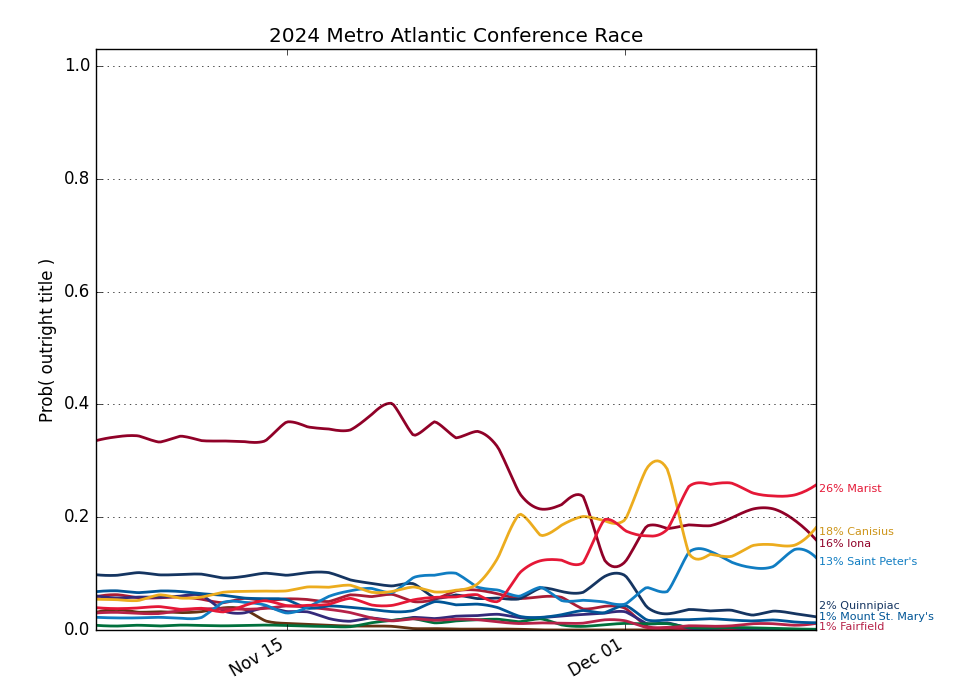 2024 Metro Atlantic Conference Race
Prob( outright title )
1.0
0.8
0.6
0.4
0.2
0.0
Nov 15
Dec 01
26% Marist
18% Canisius
16% Iona
13% Saint Peter's
2% Quinnipiac
1% Mount St. Mary's
1% Fairfield